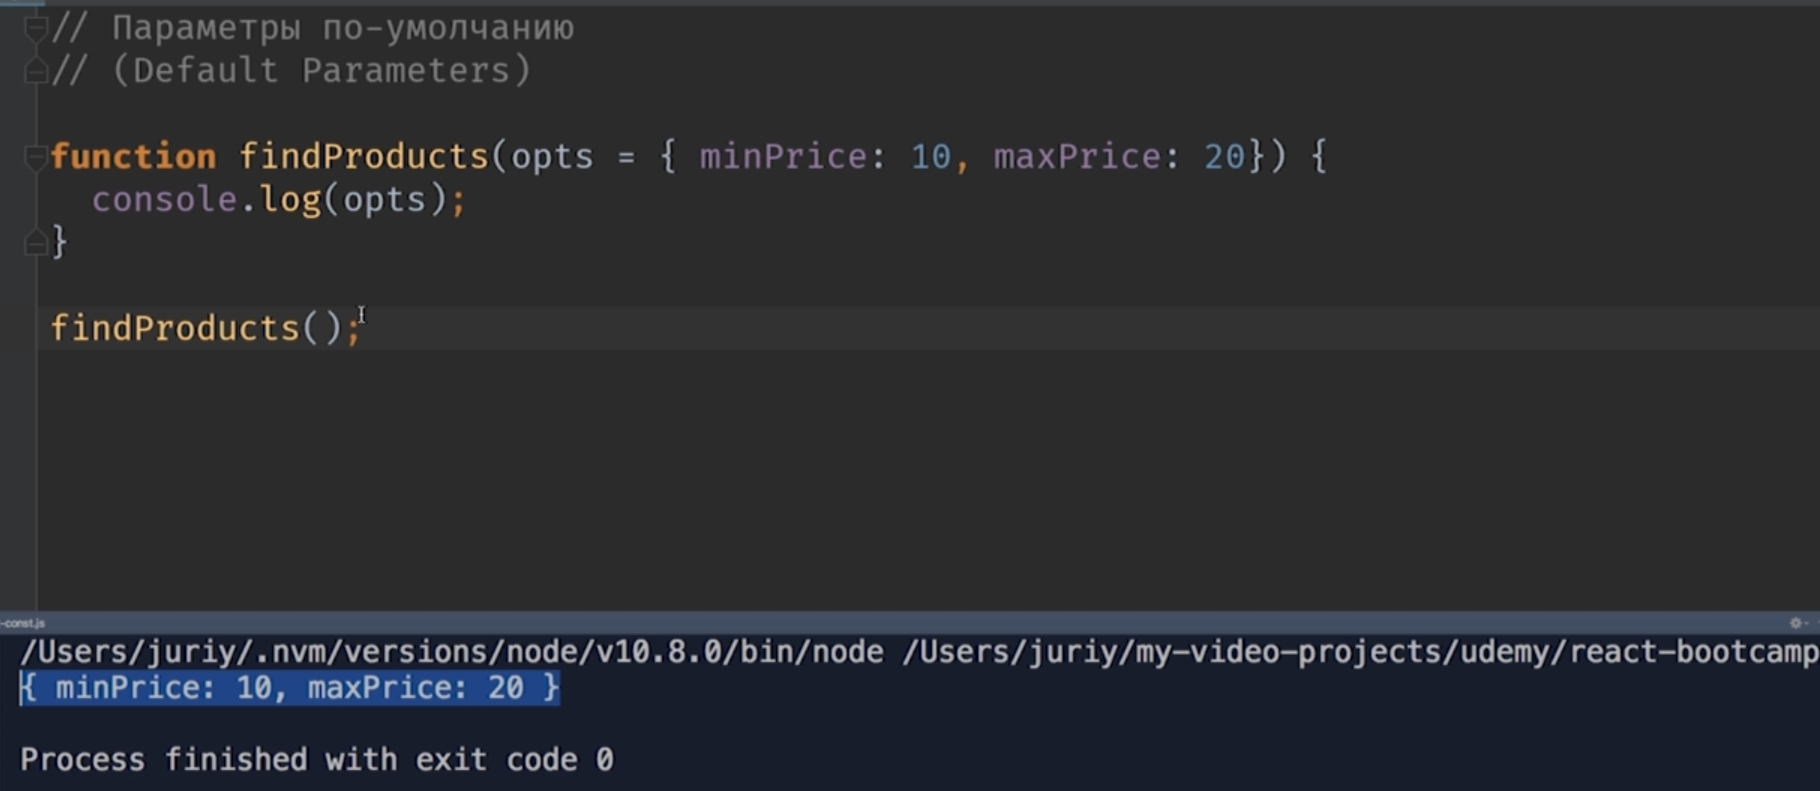 // Параметры по-умолчанию
// (Default Parameters)
function findProducts(opts = { minPrice: 10, maxPrice: 20}) {
  console.log(opts);
}
findProducts();
-const.js
/Users/juriy/.nvm/versions/node/v10.8.0/bin/node /Users/juriy/my-video-projects/udemy/react-bootcamp
{ minPrice: 10, maxPrice: 20 }
Process finished with exit code 0